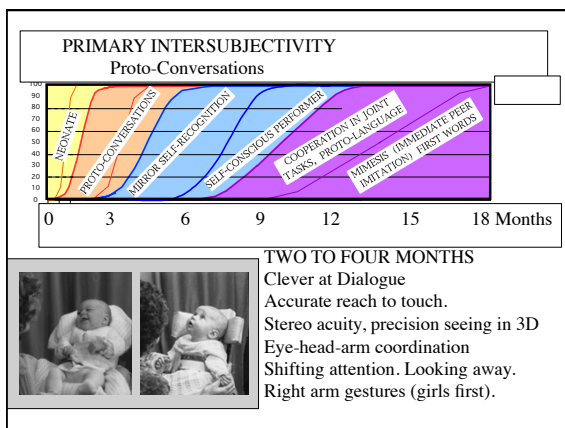 PRIMARY INTERSUBJECTIVITY
Proto-Conversations
100
90
80
70
60
50
40
30
20
10
0
NEONATE
PROTO-CONVERSATIONS
MIRROR SELF-RECOGNITION
SELF-CONSCIOUS PERFORMER
COOPERATION IN JOINT
TASKS, PROTO-LANGUAGE
MIMESIS (IMMEDIATE PEER
IMITATION) FIRST WORDS
0 3 6 9 12 15 18 Months
TWO TO FOUR MONTHS
Clever at Dialogue
Accurate reach to touch.
Stereo acuity, precision seeing in 3D
Eye-head-arm coordination
Shifting attention. Looking away.
Right arm gestures (girls first).